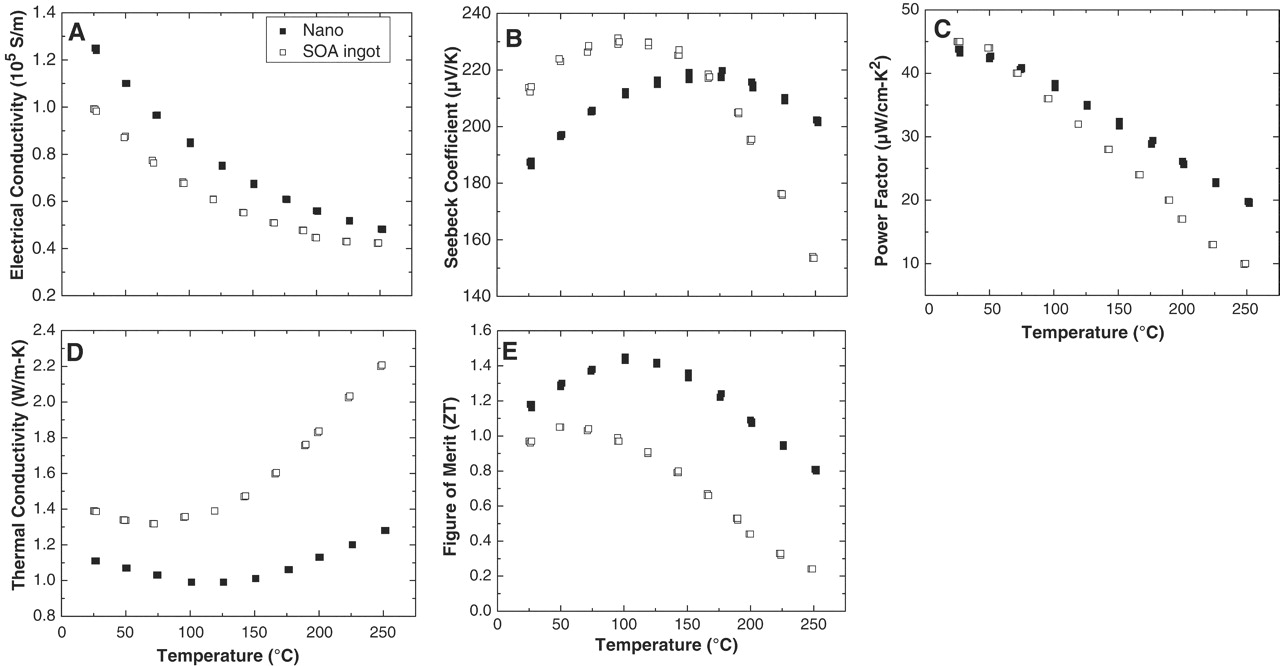 A
Nano
SOA ingot
Electrical Conductivity (10⁵ S/m)
1.4
1.2
1.0
0.8
0.6
0.4
0.2
B
Seebeck Coefficient (µV/K)
240
220
200
180
160
140
C
Power Factor (µW/cm-K²)
50
40
30
20
10
0 50 100 150 200 250
Temperature (°C)
D
Thermal Conductivity (W/m-K)
2.4
2.2
2.0
1.8
1.6
1.4
1.2
1.0
0.8
0 50 100 150 200 250
Temperature (°C)
E
Figure of Merit (ZT)
1.6
1.4
1.2
1.0
0.8
0.6
0.4
0.2
0.0
0 50 100 150 200 250
Temperature (°C)